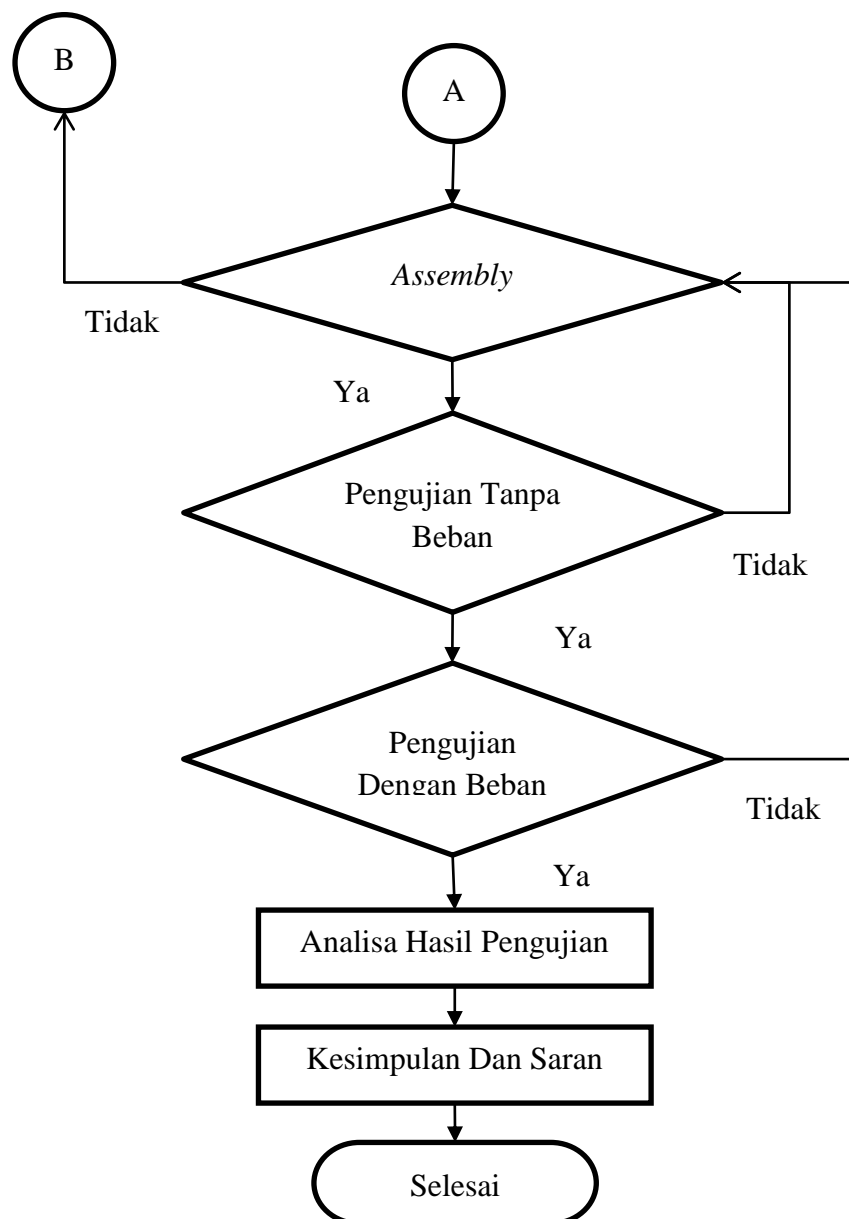 B
A
Assembly
Tidak
Ya
Pengujian Tanpa
Beban
Tidak
Ya
Pengujian
Dengan Beban
Tidak
Ya
Analisa Hasil Pengujian
Kesimpulan Dan Saran
Selesai